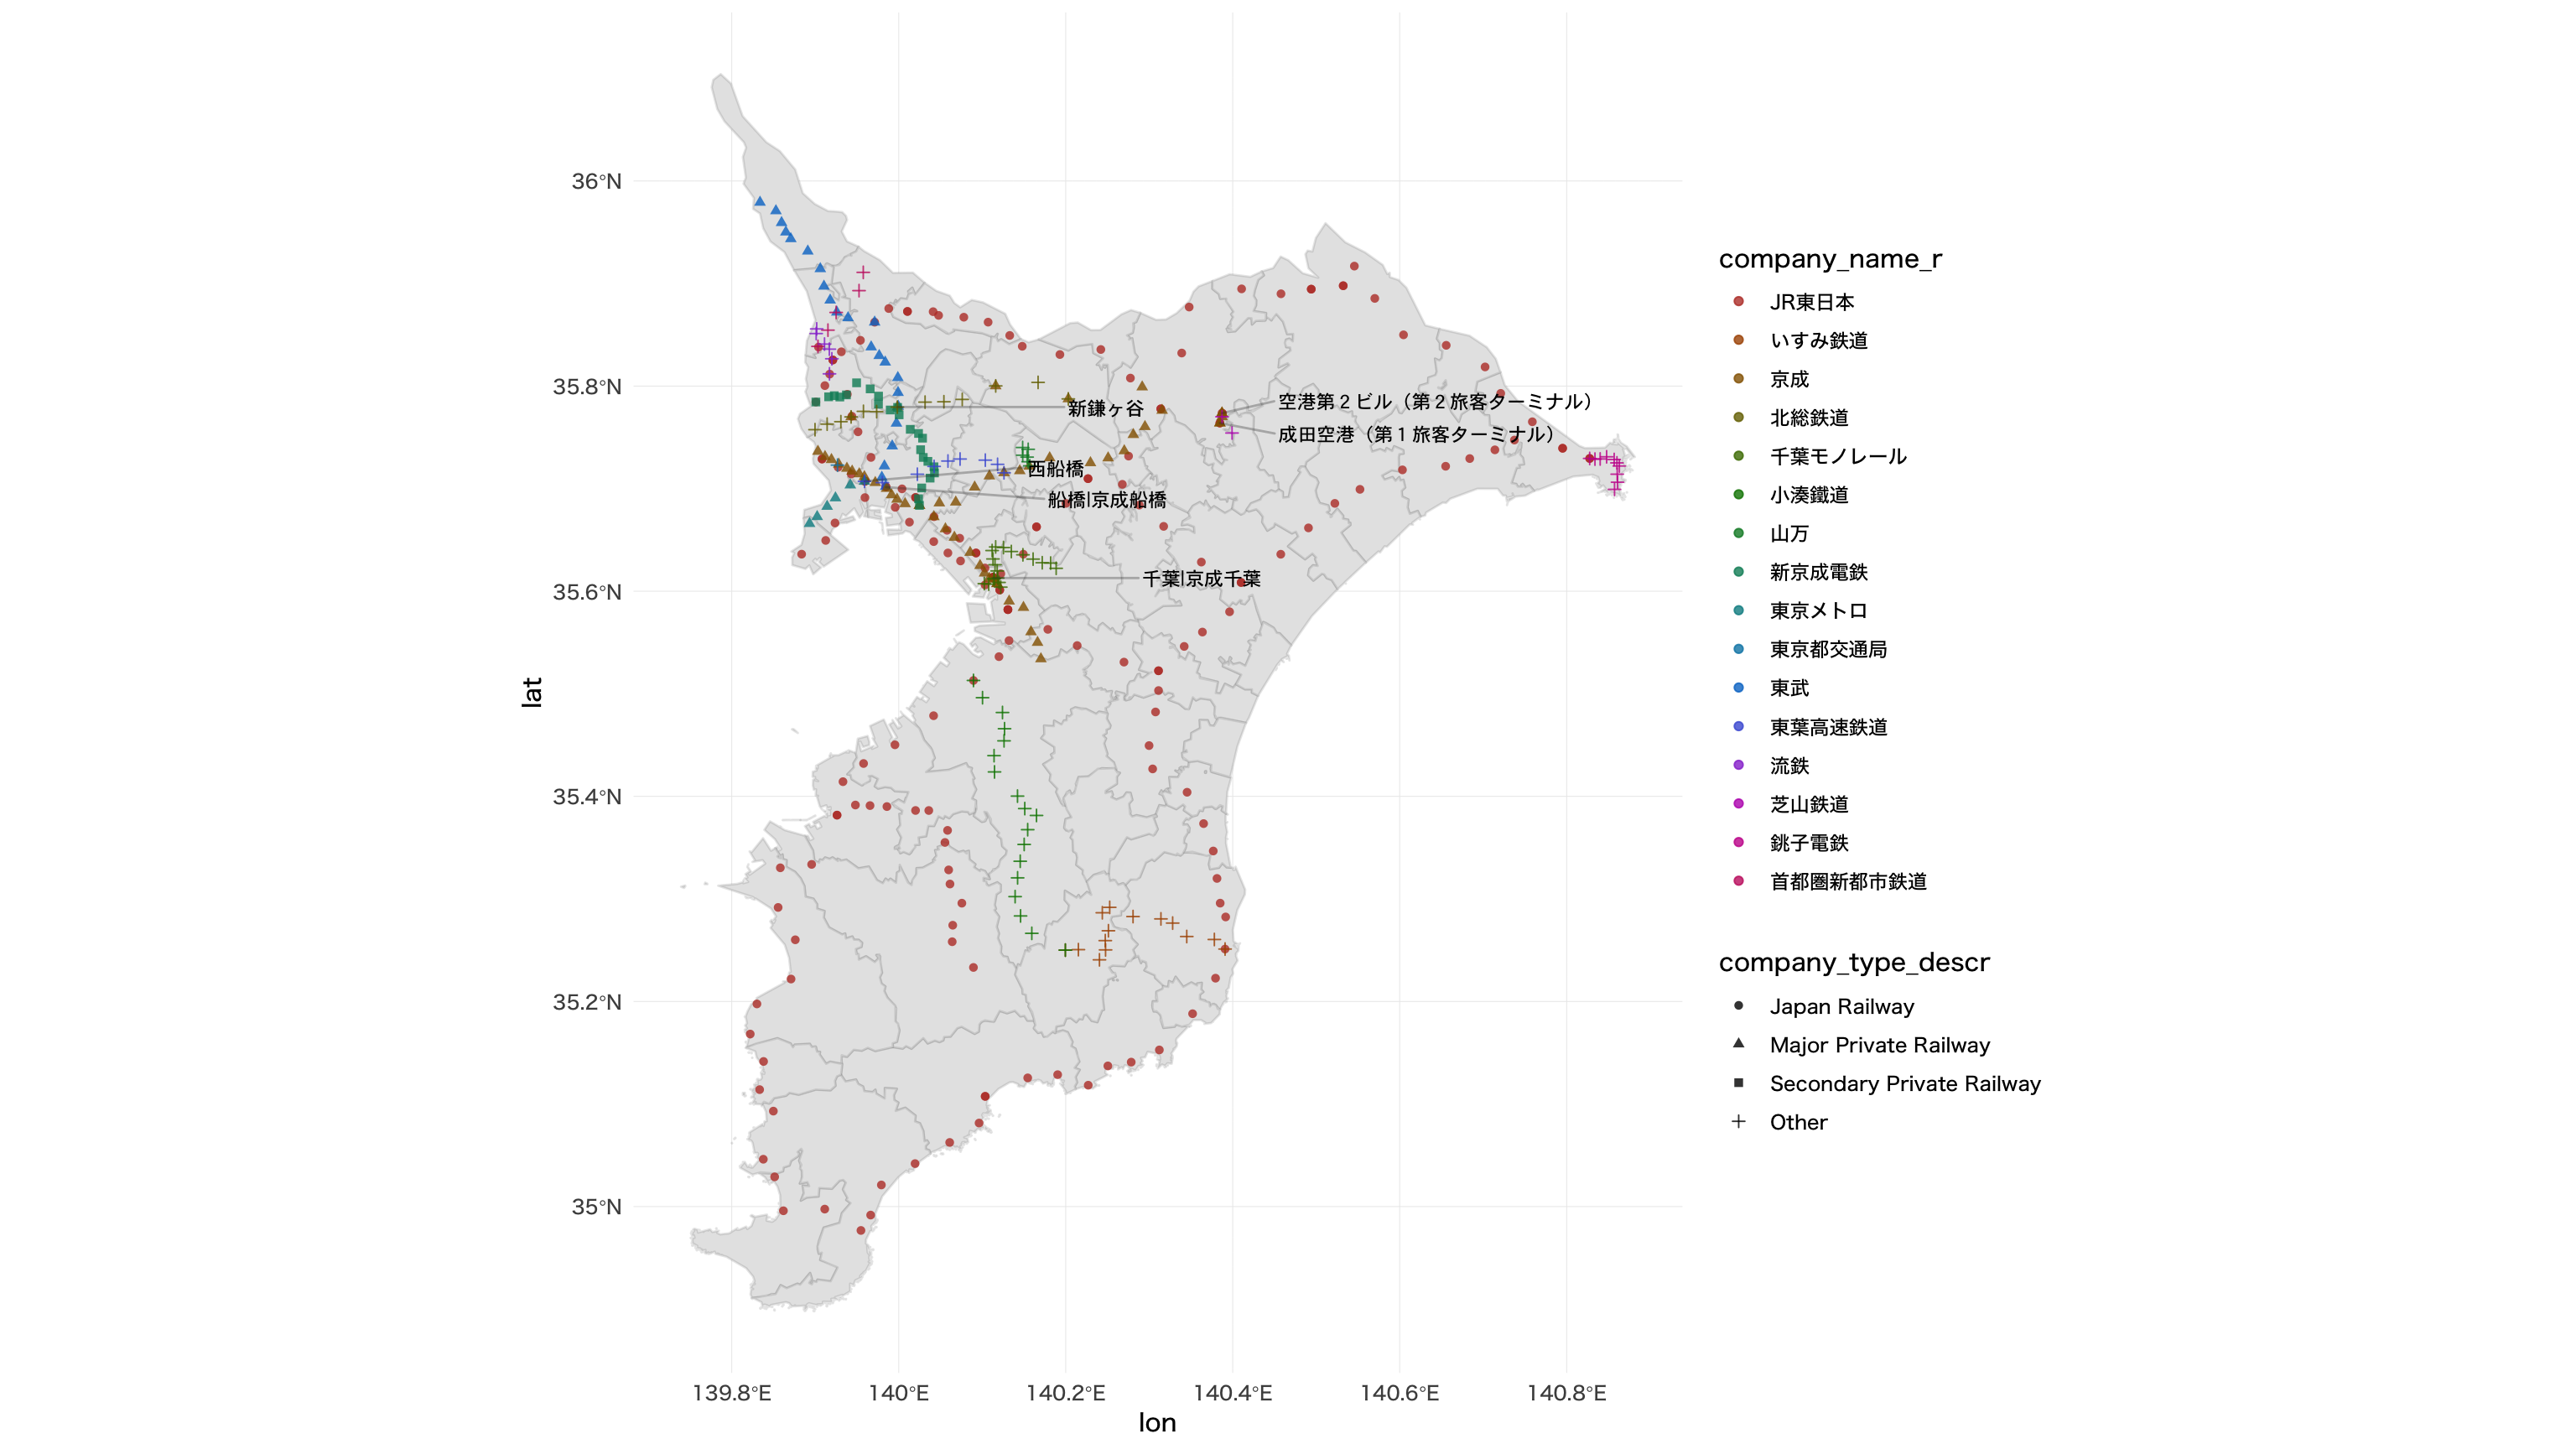 36°N
35.8°N
35.6°N
35.4°N
35.2°N
35°N
lat
139.8°E
140°E
140.2°E
140.4°E
140.6°E
140.8°E
lon
新鎌ヶ谷
空港第２ビル（第２旅客ターミナル）
成田空港（第１旅客ターミナル）
西船橋
船橋|京成船橋
千葉|京成千葉
company_name_r
JR東日本
いすみ鉄道
京成
北総鉄道
千葉モノレール
小湊鐵道
山万
新京成電鉄
東京メトロ
東京都交通局
東武
東葉高速鉄道
流鉄
芝山鉄道
銚子電鉄
首都圏新都市鉄道
company_type_descr
Japan Railway
Major Private Railway
Secondary Private Railway
Other